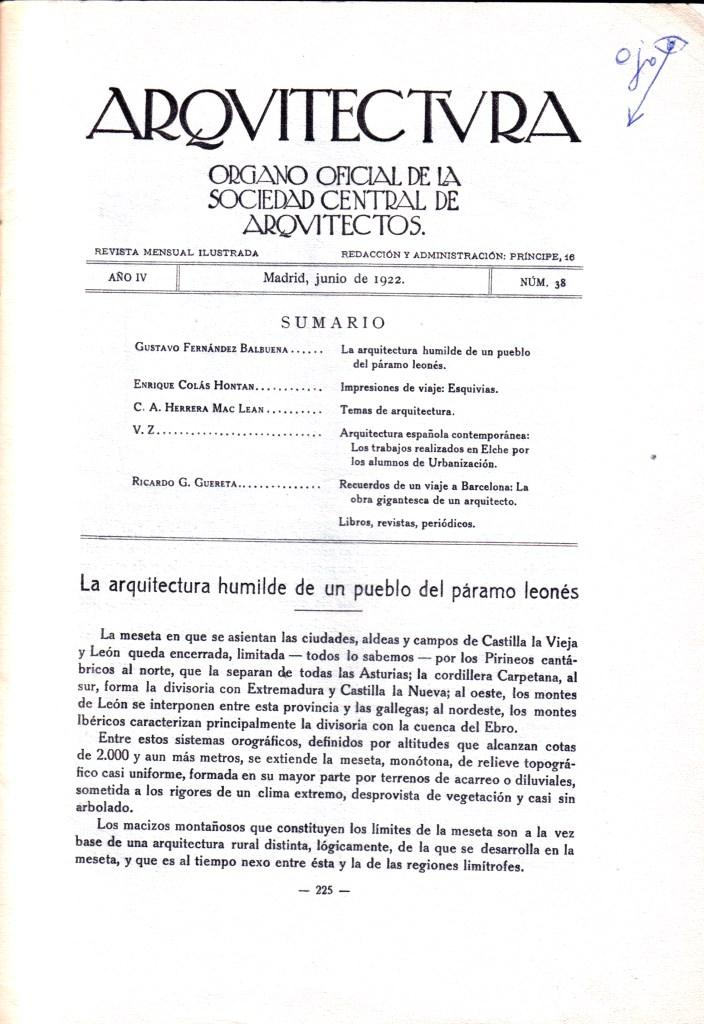 ojo
ARQVITECTVRA
ORGANO OFICIAL DE LA
SOCIEDAD CENTRAL DE
ARQVITECTOS.
REVISTA MENSUAL ILUSTRADA REDACCIÓN Y ADMINISTRACIÓN: PRÍNCIPE, 16
AÑO IV Madrid, junio de 1922. NÚM. 38
SUMARIO
GUSTAVO FERNÁNDEZ BALBUENA...... La arquitectura humilde de un pueblo
del páramo leonés.
ENRIQUE COLÁS HONTAN............ Impresiones de viaje: Esquivias.
C. A. HERRERA MAC LEAN.......... Temas de arquitectura.
V. Z............................ Arquitectura española contemporánea:
Los trabajos realizados en Elche por
los alumnos de Urbanización.
RICARDO G. GUERETA............... Recuerdos de un viaje a Barcelona: La
obra gigantesca de un arquitecto.
Libros, revistas, periódicos.
La arquitectura humilde de un pueblo del páramo leonés
La meseta en que se asientan las ciudades, aldeas y campos de Castilla la Vieja
y León queda encerrada, limitada — todos lo sabemos — por los Pirineos cantá-
bricos al norte, que la separan de todas las Asturias; la cordillera Carpetana, al
sur, forma la divisoria con Extremadura y Castilla la Nueva; al oeste, los montes
de León se interponen entre esta provincia y las gallegas; al nordeste, los montes
Ibéricos caracterizan principalmente la divisoria con la cuenca del Ebro.
Entre estos sistemas orográficos, definidos por altitudes que alcanzan cotas
de 2.000 y aun más metros, se extiende la meseta, monótona, de relieve topográ-
fico casi uniforme, formada en su mayor parte por terrenos de acarreo o diluviales,
sometida a los rigores de un clima extremo, desprovista de vegetación y casi sin
arbolado.
Los macizos montañosos que constituyen los límites de la meseta son a la vez
base de una arquitectura rural distinta, lógicamente, de la que se desarrolla en la
meseta, y que es al tiempo nexo entre ésta y la de las regiones limítrofes.
— 225 —